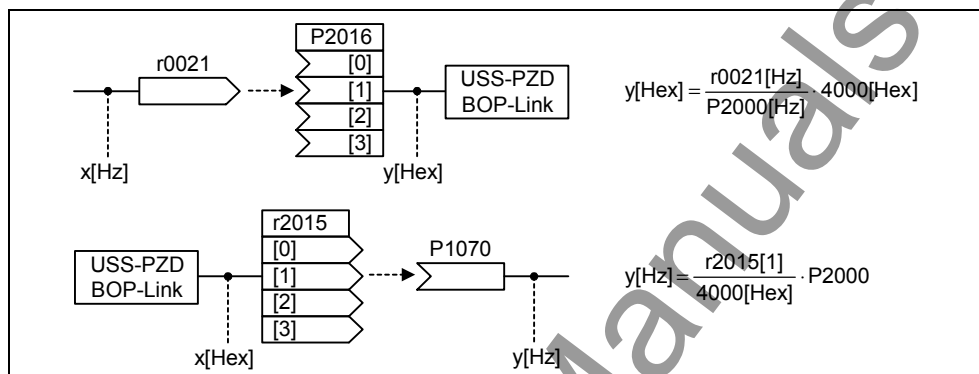 P2016
r0021
[0]
[1]
[2]
[3]
USS-PZD
BOP-Link
x[Hz]
y[Hex]
y[Hex] = r0021[Hz] / P2000[Hz] · 4000[Hex]
r2015
[0]
[1]
[2]
[3]
USS-PZD
BOP-Link
P1070
x[Hex]
y[Hz]
y[Hz] = r2015[1] / 4000[Hex] · P2000
Manuals